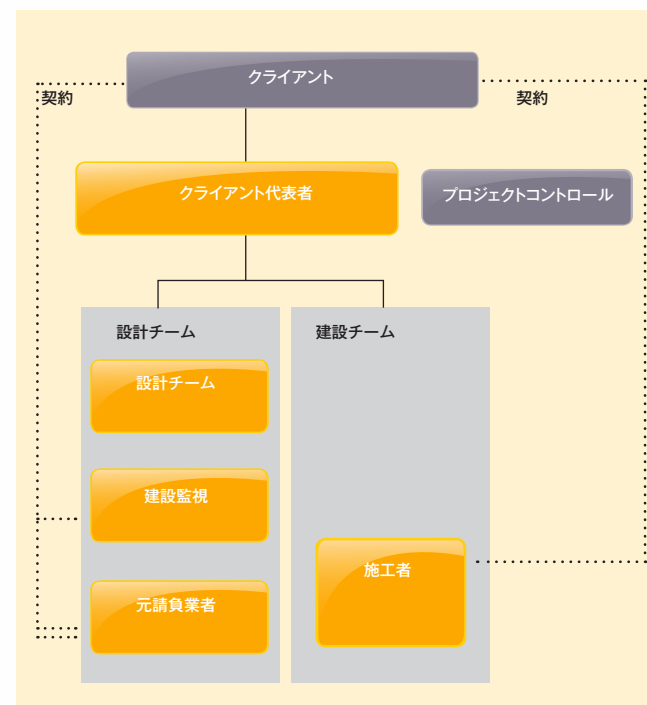 クライアント
契約
契約
クライアント代表者
プロジェクトコントロール
設計チーム
建設チーム
設計チーム
建設監視
施工者
元請負業者